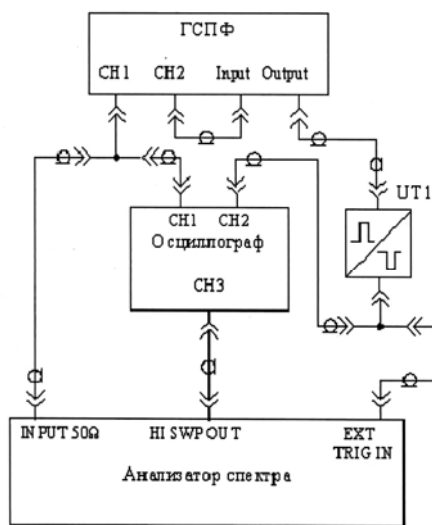 ГСПФ
CH1 CH2 Input Output
UT1
CH1 CH2
Осциллограф
CH3
INPUT 50Ω HI SWP OUT EXT
TRIG IN
Анализатор спектра